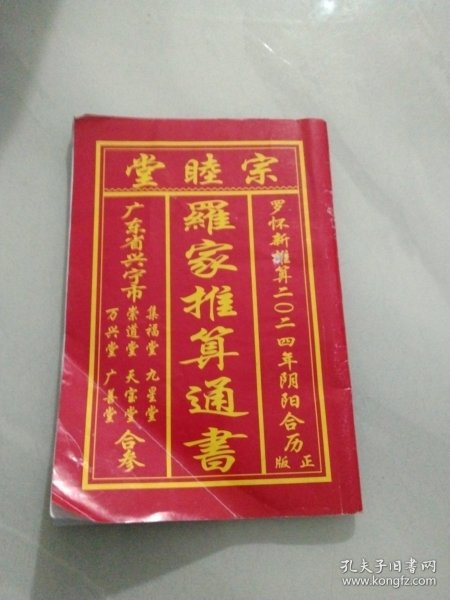 宗睦堂
罗怀新推算二〇二四年阴阳合历
正版
羅家推算通書
广东省兴宁市
集福堂 九星堂
崇道堂 天宝堂
万兴堂 广善堂
合参
孔夫子旧书网
www.kongfz.com